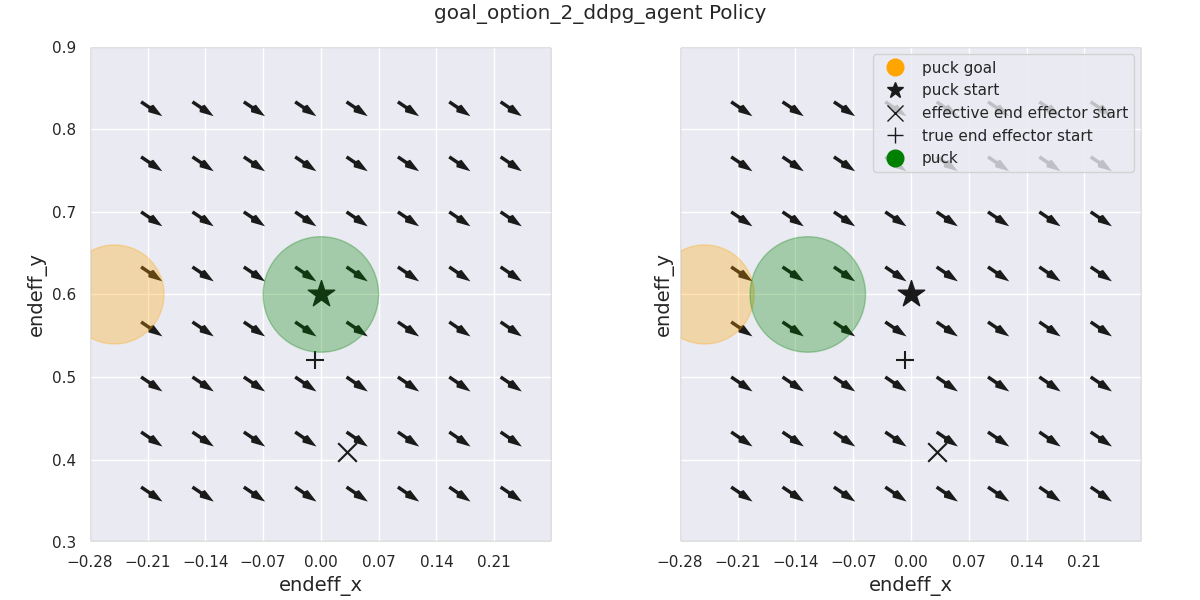 goal_option_2_ddpg_agent Policy
0.9
0.8
0.7
0.6
0.5
0.4
0.3
endeff_y
−0.28 −0.21 −0.14 −0.07 0.00 0.07 0.14 0.21
endeff_x
puck goal
puck start
effective end effector start
true end effector start
puck
endeff_y
−0.28 −0.21 −0.14 −0.07 0.00 0.07 0.14 0.21
endeff_x